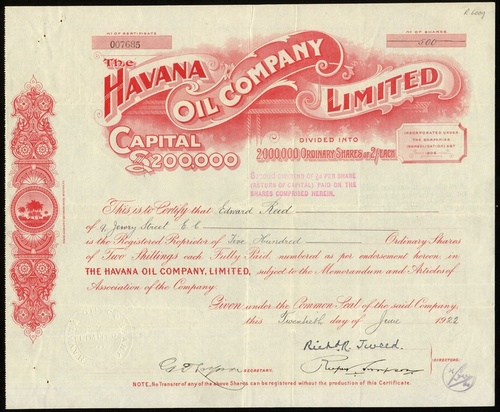 No OF CERTIFICATE.
007685
No OF SHARES.
500
The HAVANA OIL COMPANY LIMITED
CAPITAL £200,000
DIVIDED INTO
2,000,000 ORDINARY SHARES OF 2/- EACH.
INCORPORATED UNDER
THE COMPANIES
(CONSOLIDATION) ACT
1908
PER SHARE
(RETURN OF CAPITAL) PAID ON THE
SHARES COMPRISED HEREIN.
This is to Certify that Edward Reid
of 9 Jewry Street E C
is the Registered Proprietor of Five Hundred Ordinary Shares
of Two Shillings each Fully Paid, numbered as per endorsement hereon, in
THE HAVANA OIL COMPANY, LIMITED, subject to the Memorandum and Articles of
Association of the Company.
Given under the Common Seal of the said Company,
this Twentieth day of June 1922
Richd. R. Tweed.
SECRETARY.
DIRECTORS.
NOTE, No Transfer of any of the above Shares can be registered without the production of this Certificate.